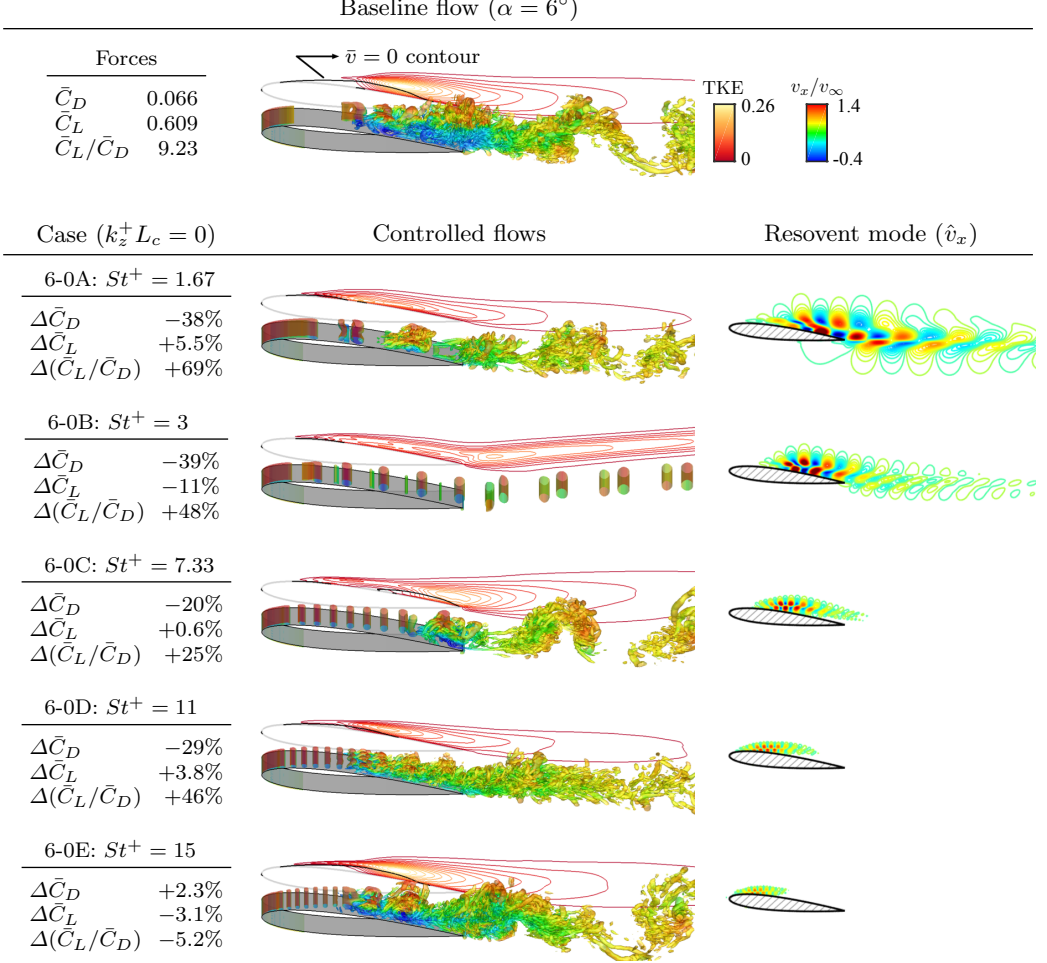 Baseline flow (α = 6°)
Forces
C̄_D 0.066
C̄_L 0.609
C̄_L/C̄_D 9.23
v̄ = 0 contour
TKE
0.26
0
v_x/v_∞
1.4
-0.4
Case (k_z^+ L_c = 0) Controlled flows Resovent mode (v̂_x)
6-0A: St^+ = 1.67
ΔC̄_D −38%
ΔC̄_L +5.5%
Δ(C̄_L/C̄_D) +69%
6-0B: St^+ = 3
ΔC̄_D −39%
ΔC̄_L −11%
Δ(C̄_L/C̄_D) +48%
6-0C: St^+ = 7.33
ΔC̄_D −20%
ΔC̄_L +0.6%
Δ(C̄_L/C̄_D) +25%
6-0D: St^+ = 11
ΔC̄_D −29%
ΔC̄_L +3.8%
Δ(C̄_L/C̄_D) +46%
6-0E: St^+ = 15
ΔC̄_D +2.3%
ΔC̄_L −3.1%
Δ(C̄_L/C̄_D) −5.2%